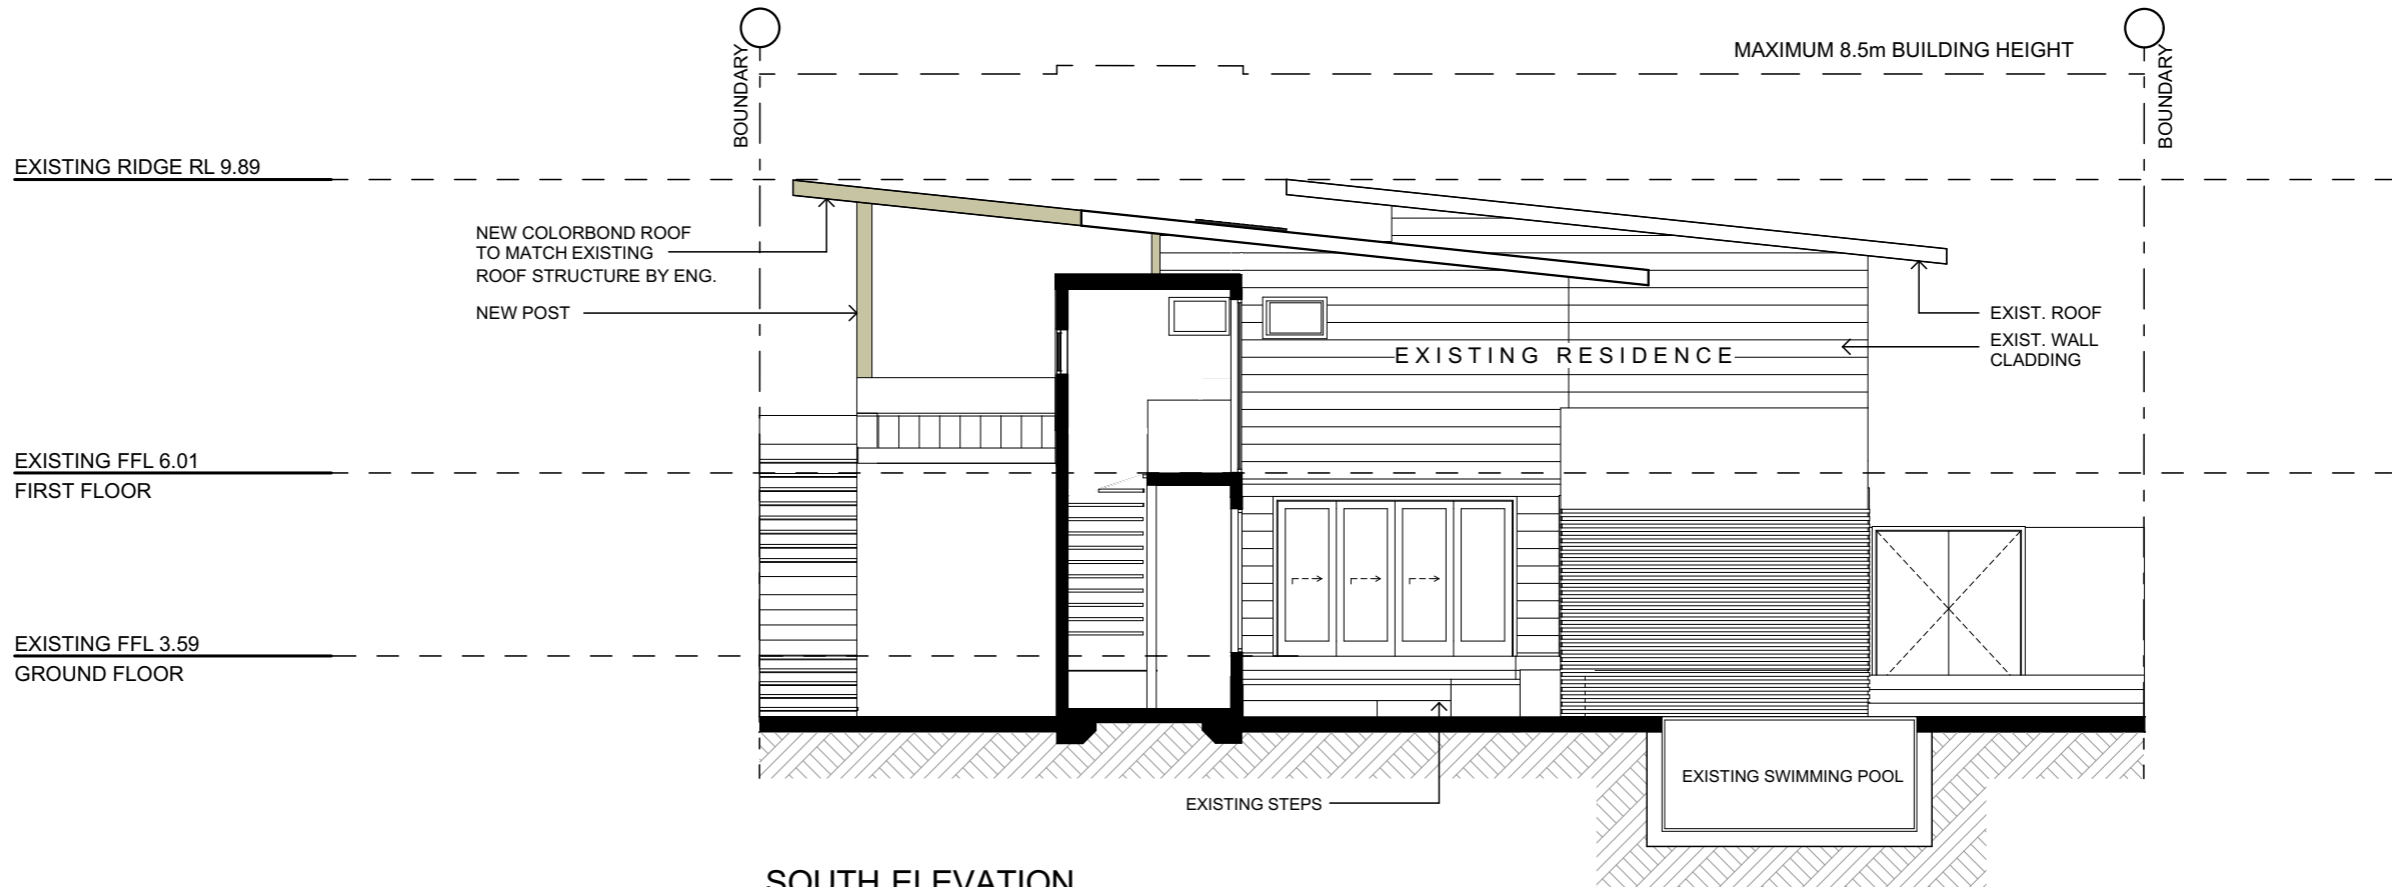 BOUNDARY
MAXIMUM 8.5m BUILDING HEIGHT
BOUNDARY
EXISTING RIDGE RL 9.89
NEW COLORBOND ROOF
TO MATCH EXISTING
ROOF STRUCTURE BY ENG.
NEW POST
EXIST. ROOF
EXIST. WALL
CLADDING
EXISTING RESIDENCE
EXISTING FFL 6.01
FIRST FLOOR
EXISTING FFL 3.59
GROUND FLOOR
EXISTING SWIMMING POOL
EXISTING STEPS
SOUTH ELEVATION